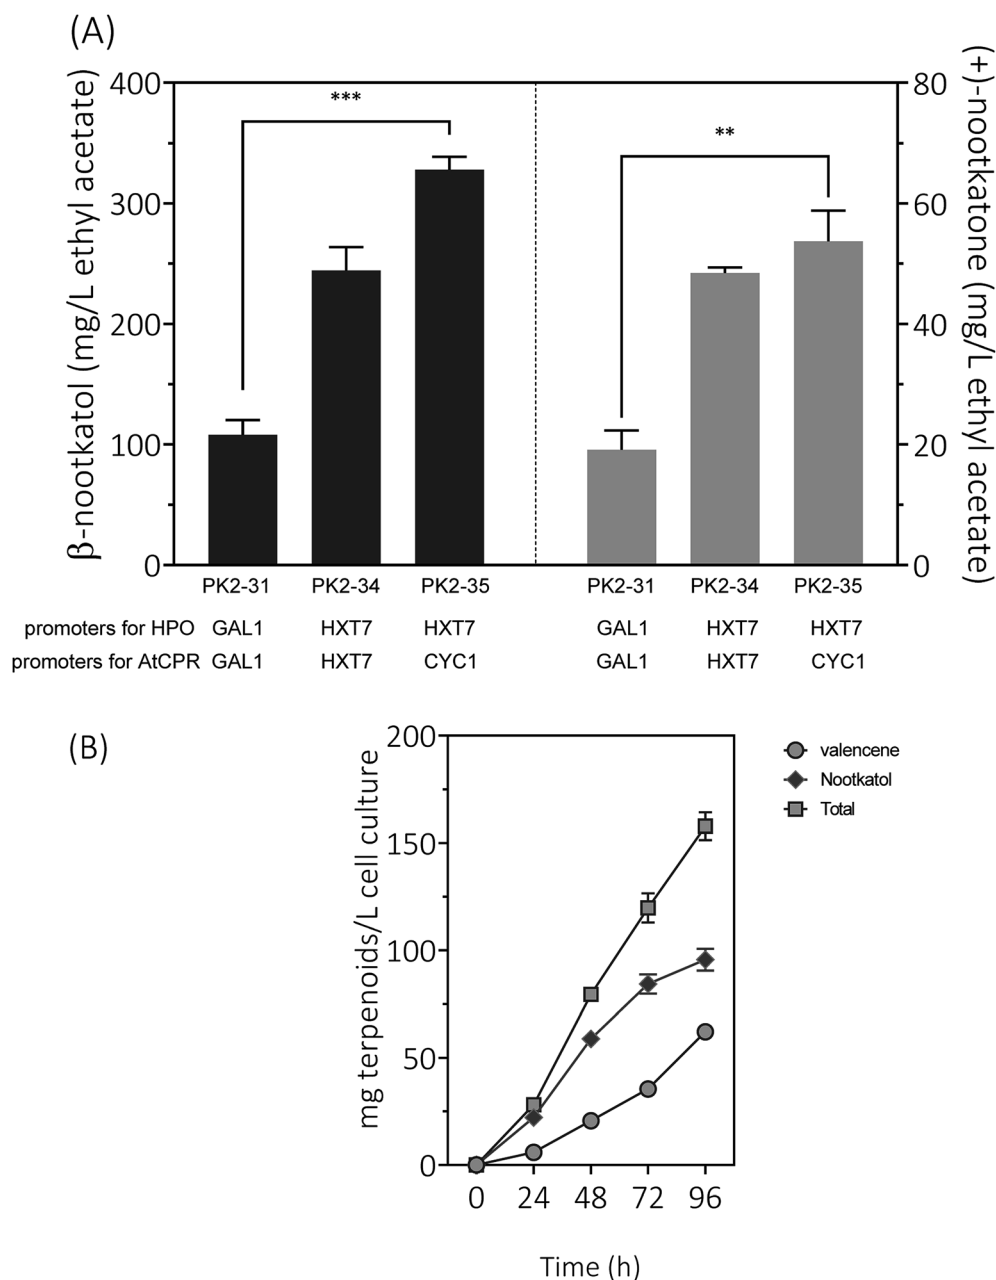 (A)
β-nootkatol (mg/L ethyl acetate)
400
300
200
100
0
***
**
80
60
40
20
0
(+)-nootkatone (mg/L ethyl acetate)
PK2-31 PK2-34 PK2-35 PK2-31 PK2-34 PK2-35
promoters for HPO GAL1 HXT7 HXT7 GAL1 HXT7 HXT7
promoters for AtCPR GAL1 HXT7 CYC1 GAL1 HXT7 CYC1
(B)
mg terpenoids/L cell culture
200
150
100
50
0
0 24 48 72 96
Time (h)
valencene
Nootkatol
Total